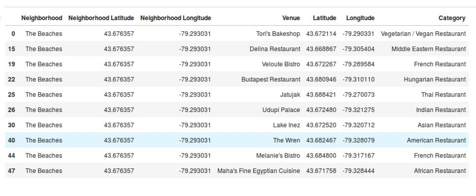 Neighborhood Neighborhood Latitude Neighborhood Longitude Venue Latitude Longitude Category
0 The Beaches 43.676357 -79.293031 Tori's Bakeshop 43.672114 -79.290331 Vegetarian / Vegan Restaurant
15 The Beaches 43.676357 -79.293031 Delina Restaurant 43.668867 -79.305404 Middle Eastern Restaurant
19 The Beaches 43.676357 -79.293031 Veloute Bistro 43.672267 -79.289584 French Restaurant
22 The Beaches 43.676357 -79.293031 Budapest Restaurant 43.680946 -79.310110 Hungarian Restaurant
25 The Beaches 43.676357 -79.293031 Jatujak 43.688421 -79.270073 Thai Restaurant
26 The Beaches 43.676357 -79.293031 Udupi Palace 43.672480 -79.321275 Indian Restaurant
30 The Beaches 43.676357 -79.293031 Lake Inez 43.672520 -79.320712 Asian Restaurant
40 The Beaches 43.676357 -79.293031 The Wren 43.682467 -79.328079 American Restaurant
44 The Beaches 43.676357 -79.293031 Melanie's Bistro 43.684800 -79.317167 French Restaurant
47 The Beaches 43.676357 -79.293031 Maha's Fine Egyptian Cuisine 43.671758 -79.328444 African Restaurant